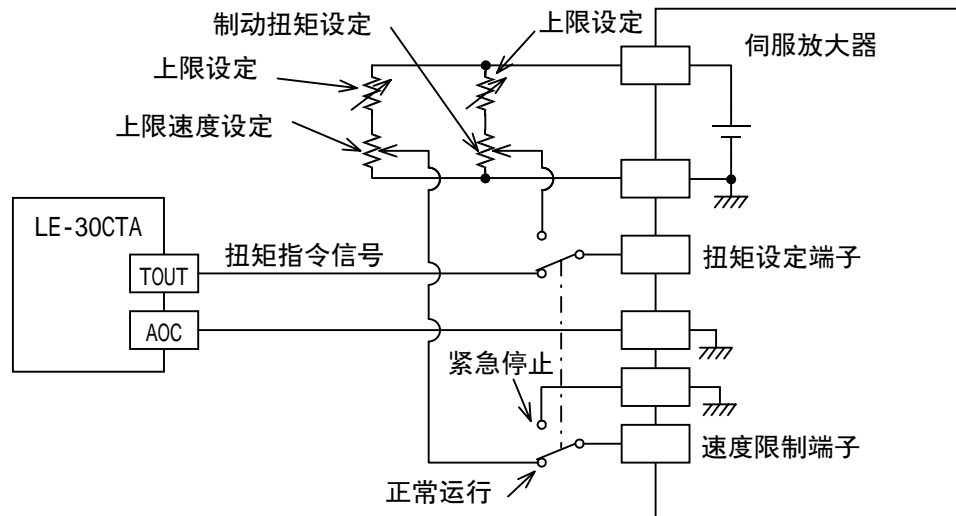 制动扭矩设定
上限设定
伺服放大器
上限设定
上限速度设定
LE-30CTA
扭矩指令信号
扭矩设定端子
TOUT
AOC
紧急停止
速度限制端子
正常运行